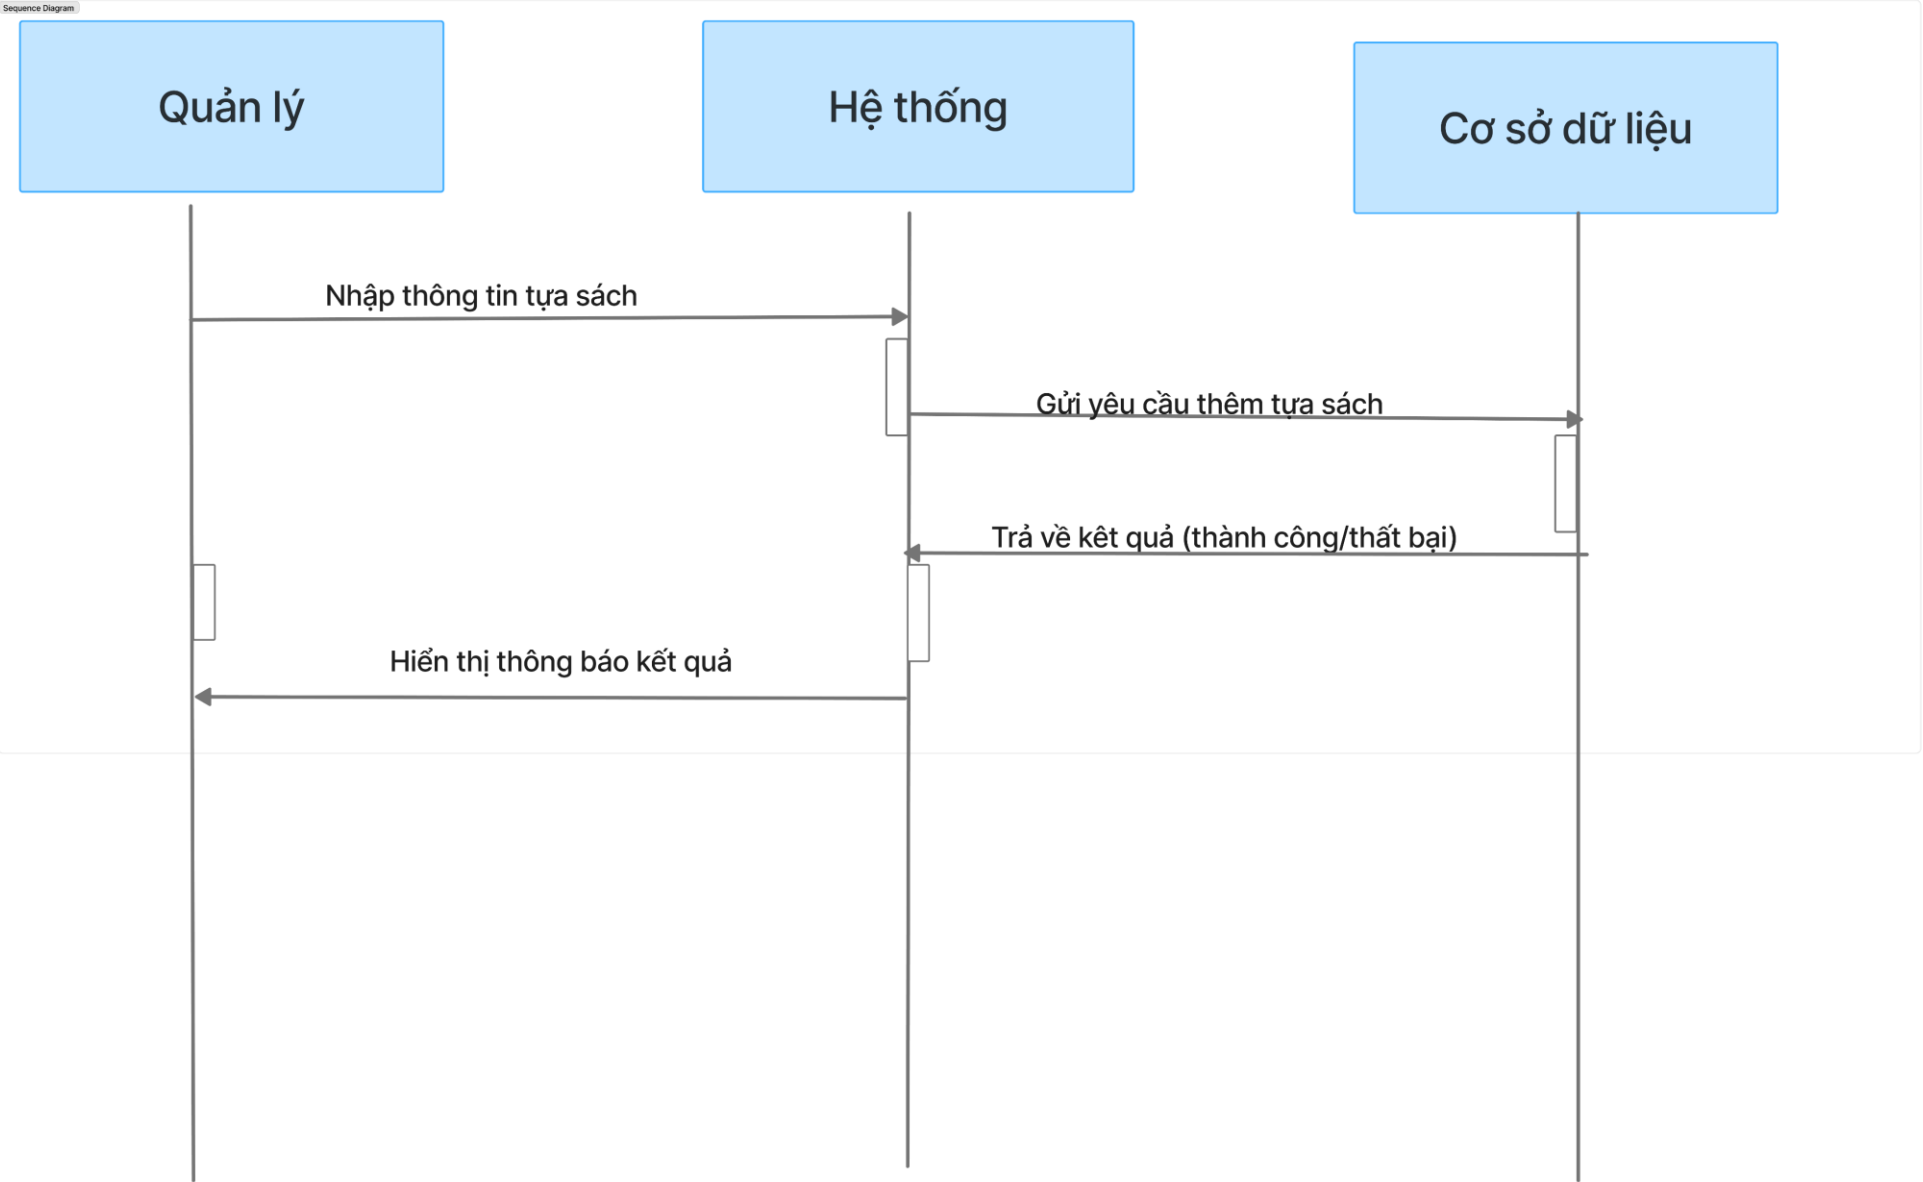 Sequence Diagram
Quản lý
Hệ thống
Cơ sở dữ liệu
Nhập thông tin tựa sách
Gửi yêu cầu thêm tựa sách
Trả về kêt quả (thành công/thất bại)
Hiển thị thông báo kết quả